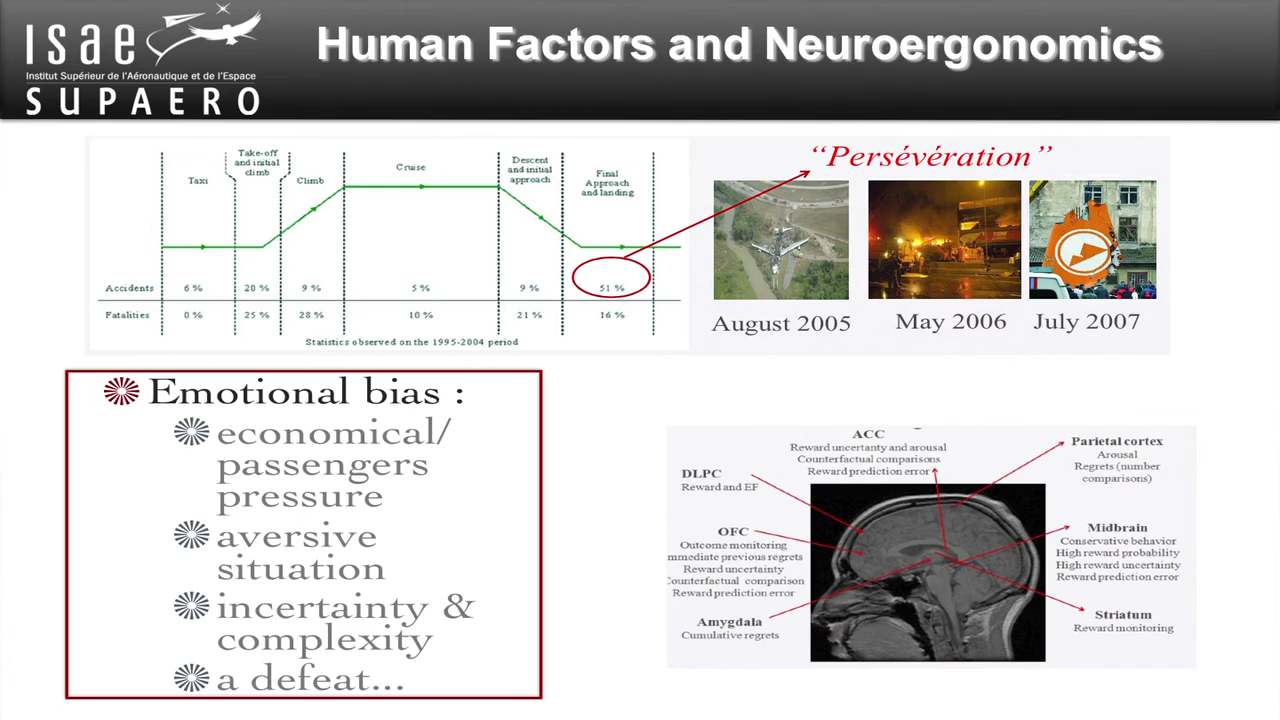 isae
Institut Supérieur de l'Aéronautique et de l'Espace
SUPAERO
Human Factors and Neuroergonomics
Taxi
Take-off
and initial
climb
Climb
Cruise
Descent
and initial
approach
Final
Approach
and landing
Accidents 6 % 20 % 9 % 5 % 9 % 51 %
Fatalities 0 % 25 % 28 % 10 % 21 % 16 %
Statistics observed on the 1995-2004 period
“Persévération”
August 2005
May 2006
July 2007
Emotional bias :
economical/
passengers
pressure
aversive
situation
incertainty &
complexity
a defeat...
ACC
Reward uncertainty and arousal
Counterfactual comparisons
Reward prediction error
Parietal cortex
Arousal
Regrets (number
comparisons)
DLPC
Reward and EF
OFC
Outcome monitoring
mmediate previous regrets
Reward uncertainty
Counterfactual comparison
Reward prediction error
Midbrain
Conservative behavior
High reward probability
High reward uncertainty
Reward prediction error
Amygdala
Cumulative regrets
Striatum
Reward monitoring